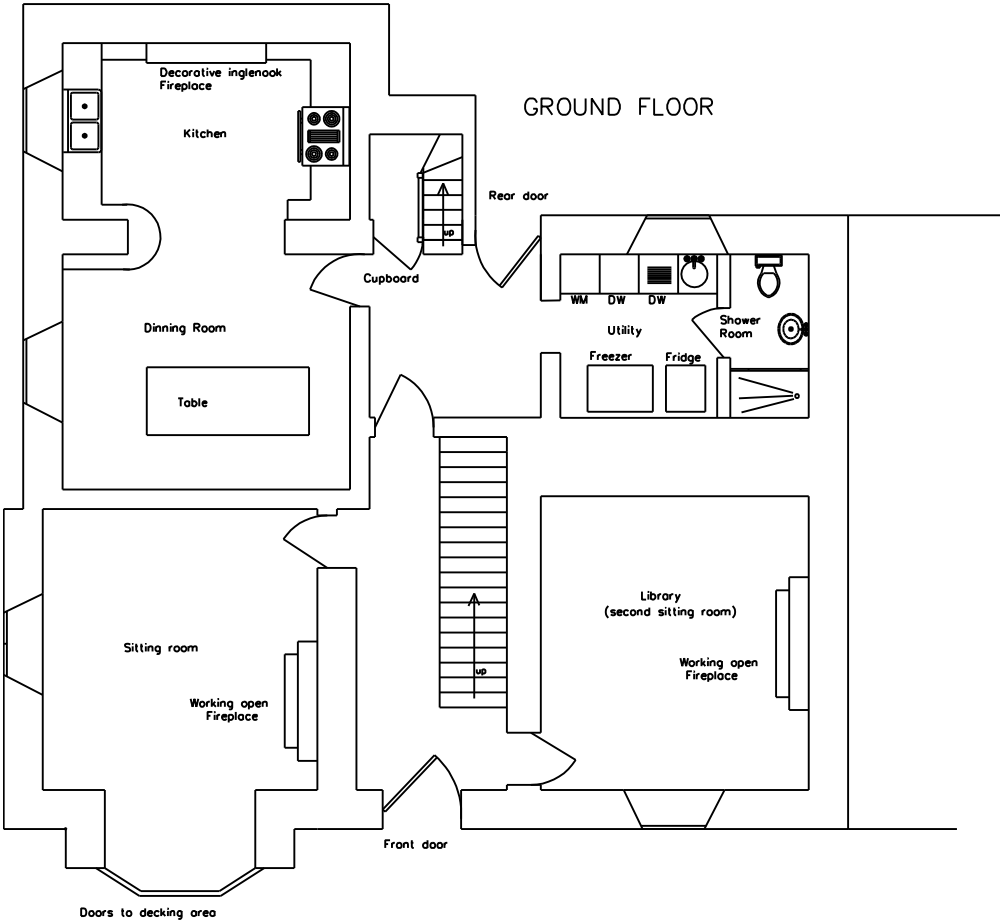 GROUND FLOOR
Decorative inglenook
Fireplace
Kitchen
Rear door
up
Cupboard
WM DW DW
Shower
Room
Utility
Dinning Room
Freezer
Fridge
Table
Library
(second sitting room)
Sitting room
Working open
Fireplace
up
Working open
Fireplace
Front door
Doors to decking area